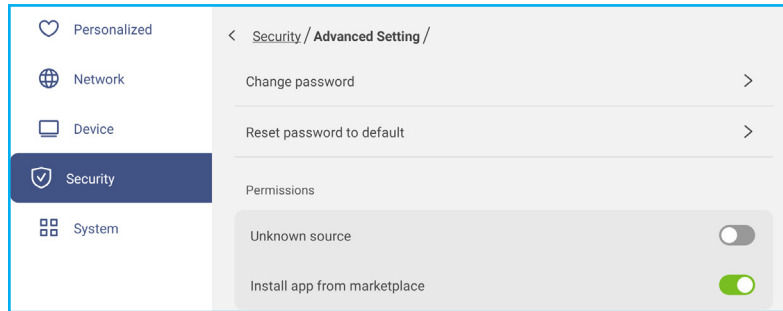 Personalized
Network
Device
Security
System
Security / Advanced Setting /
Change password
Reset password to default
Permissions
Unknown source
Install app from marketplace